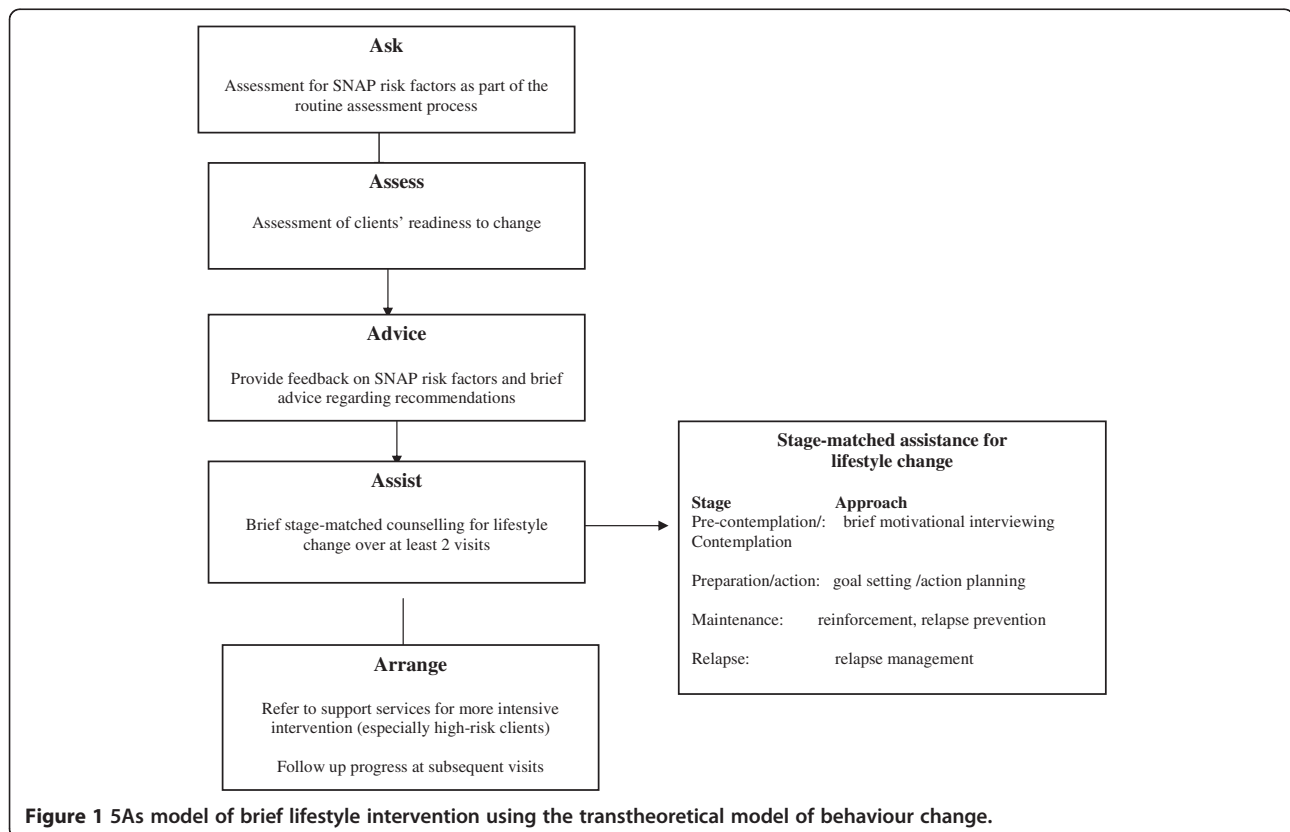 Ask
Assessment for SNAP risk factors as part of the
routine assessment process
Assess
Assessment of clients’ readiness to change
Advice
Provide feedback on SNAP risk factors and brief
advice regarding recommendations
Assist
Brief stage-matched counselling for lifestyle
change over at least 2 visits
Stage-matched assistance for
lifestyle change
Stage Approach
Pre-contemplation/: brief motivational interviewing
Contemplation
Preparation/action: goal setting /action planning
Maintenance: reinforcement, relapse prevention
Relapse: relapse management
Arrange
Refer to support services for more intensive
intervention (especially high-risk clients)
Follow up progress at subsequent visits
Figure 1 5As model of brief lifestyle intervention using the transtheoretical model of behaviour change.